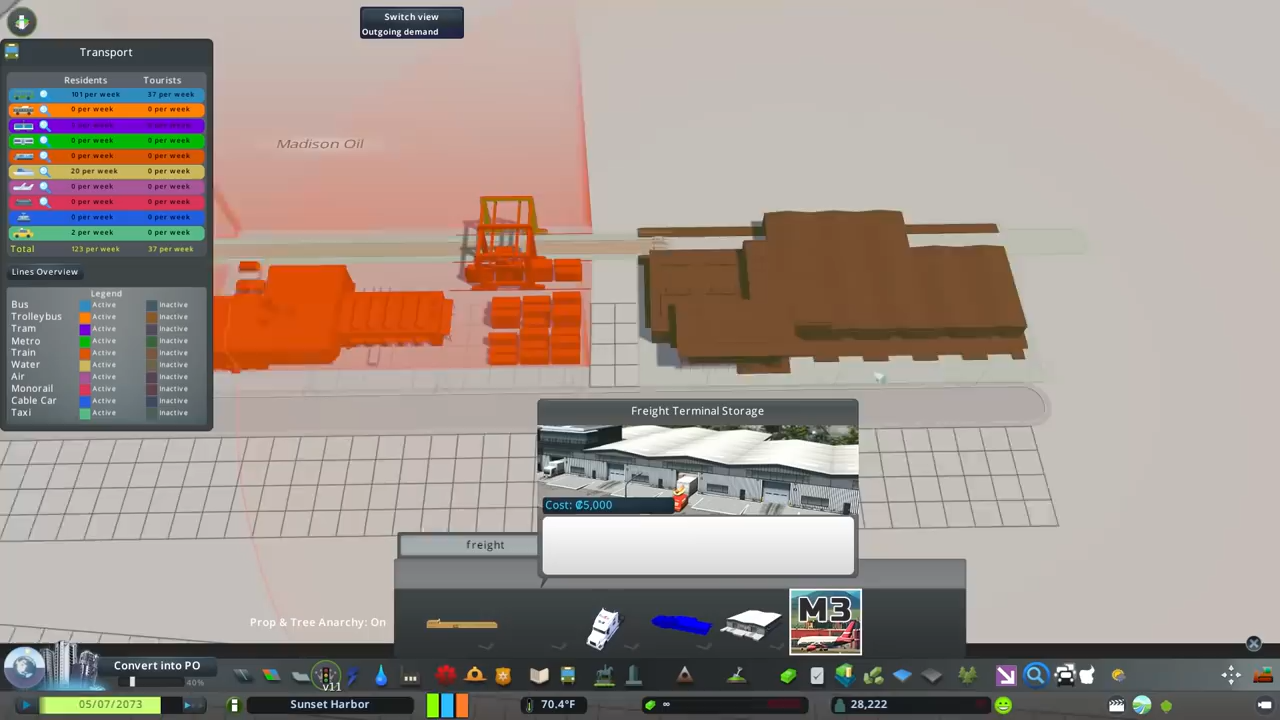 Switch view
Outgoing demand
Transport
Residents Tourists
101 per week 37 per week
0 per week 0 per week
0 per week 0 per week
0 per week 0 per week
20 per week 0 per week
0 per week 0 per week
0 per week 0 per week
0 per week 0 per week
2 per week 0 per week
Total 123 per week 37 per week
Lines Overview
Legend
Bus Active Inactive
Trolleybus Active Inactive
Tram Active Inactive
Metro Active Inactive
Train Active Inactive
Water Active Inactive
Air Active Inactive
Monorail Active Inactive
Cable Car Active Inactive
Taxi Active Inactive
Madison Oil
Freight Terminal Storage
Cost: ₡5,000
freight
M3
Prop & Tree Anarchy: On
Convert into PO
40%
v11
05/07/2073
Sunset Harbor
70.4°F
∞
28,222